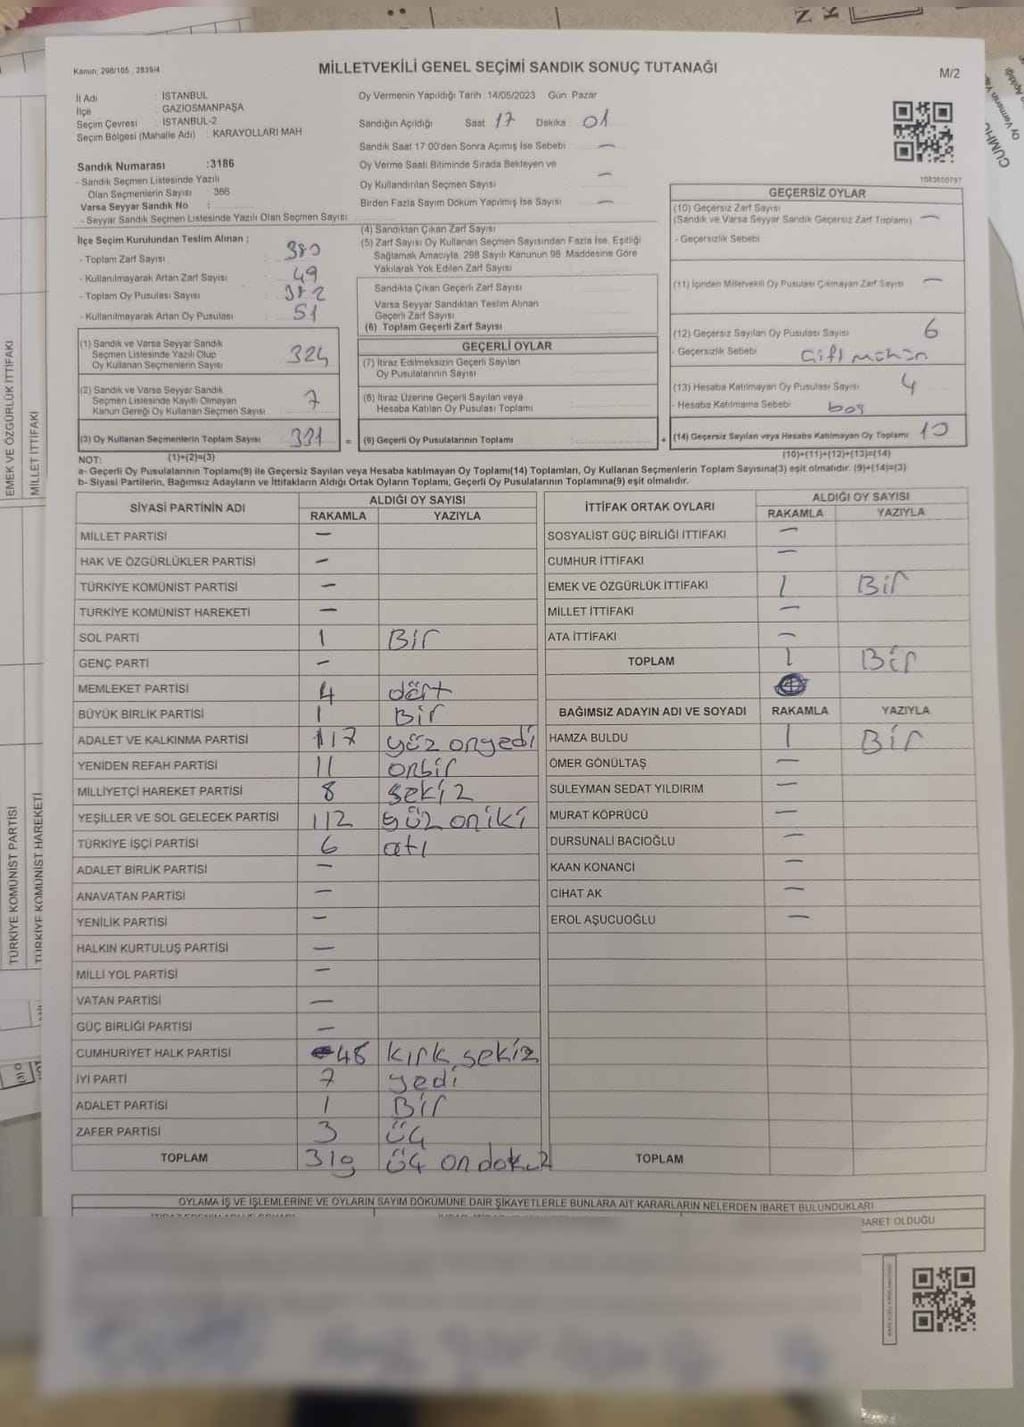 Kanun: 298/105, 2839/4
MİLLETVEKİLİ GENEL SEÇİMİ SANDIK SONUÇ TUTANAĞI
M/2
İl Adı : İSTANBUL
İlçe GAZİOSMANPAŞA
Seçim Çevresi : İSTANBUL-2
Seçim Bölgesi (Mahalle Adı) : KARAYOLLARI MAH
Sandık Numarası :3186
- Sandık Seçmen Listesinde Yazılı
Olan Seçmenlerin Sayısı : 366
Varsa Seyyar Sandık No :
- Seyyar Sandık Seçmen Listesinde Yazılı Olan Seçmen Sayısı:
Oy Vermenin Yapıldığı Tarih :14/05/2023 Gün: Pazar
Sandığın Açıldığı Saat 17 Dakika 01
Sandık Saat 17:00'den Sonra Açılmış İse Sebebi —
Oy Verme Saati Bitiminde Sırada Bekleyen ve
Oy Kullandırılan Seçmen Sayısı —
Birden Fazla Sayım Döküm Yapılmış İse Sayısı —
İlçe Seçim Kurulundan Teslim Alınan :
- Toplam Zarf Sayısı 380
- Kullanılmayarak Artan Zarf Sayısı 49
- Toplam Oy Pusulası Sayısı 382
- Kullanılmayarak Artan Oy Pusulası 51
(1) Sandık ve Varsa Seyyar Sandık
Seçmen Listesinde Yazılı Olup
Oy Kullanan Seçmenlerin Sayısı 324
(2) Sandık ve Varsa Seyyar Sandık
Seçmen Listesinde Kayıtlı Olmayan
Kanun Gereği Oy Kullanan Seçmen Sayısı 7
(3) Oy Kullanan Seçmenlerin Toplam Sayısı 331
(4) Sandıktan Çıkan Zarf Sayısı
(5) Zarf Sayısı Oy Kullanan Seçmen Sayısından Fazla İse, Eşitliği
Sağlamak Amacıyla, 298 Sayılı Kanunun 98. Maddesine Göre
Yakılarak Yok Edilen Zarf Sayısı
Sandıkta Çıkan Geçerli Zarf Sayısı
Varsa Seyyar Sandıktan Teslim Alınan
Geçerli Zarf Sayısı
(6) Toplam Geçerli Zarf Sayısı
GEÇERLİ OYLAR
(7) İtiraz Edilmeksizin Geçerli Sayılan
Oy Pusulalarının Sayısı
(8) İtiraz Üzerine Geçerli Sayılan veya
Hesaba Katılan Oy Pusulası Toplamı
= (9) Geçerli Oy Pusulalarının Toplamı +
1083600797
GEÇERSİZ OYLAR
(10) Geçersiz Zarf Sayısı
(Sandık ve Varsa Seyyar Sandık Geçersiz Zarf Toplamı) —
- Geçersizlik Sebebi
(11) İçinden Milletvekili Oy Pusulası Çıkmayan Zarf Sayısı —
(12) Geçersiz Sayılan Oy Pusulası Sayısı 6
- Geçersizlik Sebebi Çift mühür
(13) Hesaba Katılmayan Oy Pusulası Sayısı 4
- Hesaba Katılmama Sebebi boş
(14) Geçersiz Sayılan veya Hesaba Katılmayan Oy Toplamı 10
NOT: (1)+(2)=(3) (10)+(11)+(12)+(13)=(14)
a- Geçerli Oy Pusulalarının Toplamı(9) ile Geçersiz Sayılan veya Hesaba katılmayan Oy Toplamı(14) Toplamları, Oy Kullanan Seçmenlerin Toplam Sayısına(3) eşit olmalıdır. (9)+(14)=(3)
b- Siyasi Partilerin, Bağımsız Adayların ve İttifakların Aldığı Ortak Oyların Toplamı, Geçerli Oy Pusulalarının Toplamına(9) eşit olmalıdır.
SİYASİ PARTİNİN ADI ALDIĞI OY SAYISI
RAKAMLA YAZIYLA
MİLLET PARTİSİ —
HAK VE ÖZGÜRLÜKLER PARTİSİ —
TÜRKİYE KOMÜNİST PARTİSİ —
TÜRKİYE KOMÜNİST HAREKETİ —
SOL PARTİ 1 Bir
GENÇ PARTİ —
MEMLEKET PARTİSİ 4 dört
BÜYÜK BİRLİK PARTİSİ 1 Bir
ADALET VE KALKINMA PARTİSİ 117 yüz onyedi
YENİDEN REFAH PARTİSİ 11 onbir
MİLLİYETÇİ HAREKET PARTİSİ 8 sekiz
YEŞİLLER VE SOL GELECEK PARTİSİ 112 yüz oniki
TÜRKİYE İŞÇİ PARTİSİ 6 atı
ADALET BİRLİK PARTİSİ —
ANAVATAN PARTİSİ —
YENİLİK PARTİSİ —
HALKIN KURTULUŞ PARTİSİ —
MİLLİ YOL PARTİSİ —
VATAN PARTİSİ —
GÜÇ BİRLİĞİ PARTİSİ —
CUMHURİYET HALK PARTİSİ 48 kırk sekiz
İYİ PARTİ 7 yedi
ADALET PARTİSİ 1 Bir
ZAFER PARTİSİ 3 üç
TOPLAM 319 üç on dokuz
İTTİFAK ORTAK OYLARI ALDIĞI OY SAYISI
RAKAMLA YAZIYLA
SOSYALİST GÜÇ BİRLİĞİ İTTİFAKI —
CUMHUR İTTİFAKI —
EMEK VE ÖZGÜRLÜK İTTİFAKI 1 Bir
MİLLET İTTİFAKI —
ATA İTTİFAKI —
TOPLAM 1 Bir
BAĞIMSIZ ADAYIN ADI VE SOYADI RAKAMLA YAZIYLA
HAMZA BULDU 1 Bir
ÖMER GÖNÜLTAŞ —
SÜLEYMAN SEDAT YILDIRIM —
MURAT KÖPRÜCÜ —
DURSUNALİ BACIOĞLU —
KAAN KONANCİ —
CİHAT AK —
EROL AŞUCUOĞLU —
TOPLAM
OYLAMA İŞ VE İŞLEMLERİNE VE OYLARIN SAYIM DÖKÜMÜNE DAİR ŞİKAYETLERLE BUNLARA AİT KARARLARIN NELERDEN İBARET BULUNDUKLARI
BARET OLDUĞU
EMEK VE ÖZGÜRLÜK İTTİFAKI
MİLLET İTTİFAKI
TÜRKİYE KOMÜNİST PARTİSİ
TÜRKİYE KOMÜNİST HAREKETİ
CUMHU
Oy Vermenin Ya